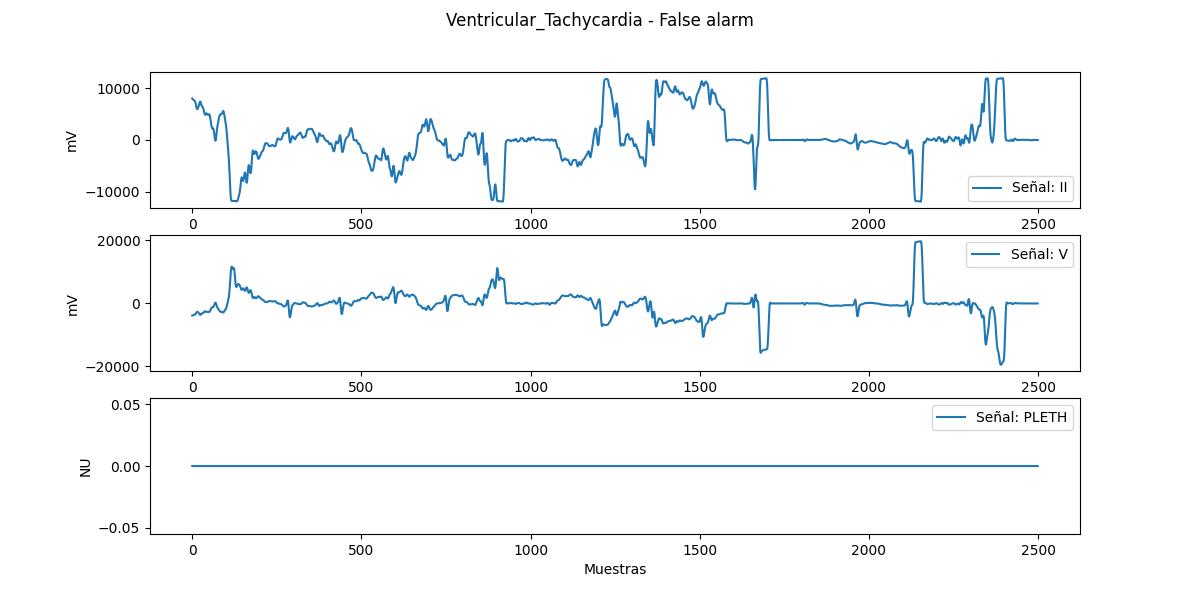 Ventricular_Tachycardia - False alarm
10000
0
−10000
mV
Señal: II
0 500 1000 1500 2000 2500
20000
0
−20000
mV
Señal: V
0 500 1000 1500 2000 2500
0.05
0.00
−0.05
NU
Señal: PLETH
0 500 1000 1500 2000 2500
Muestras